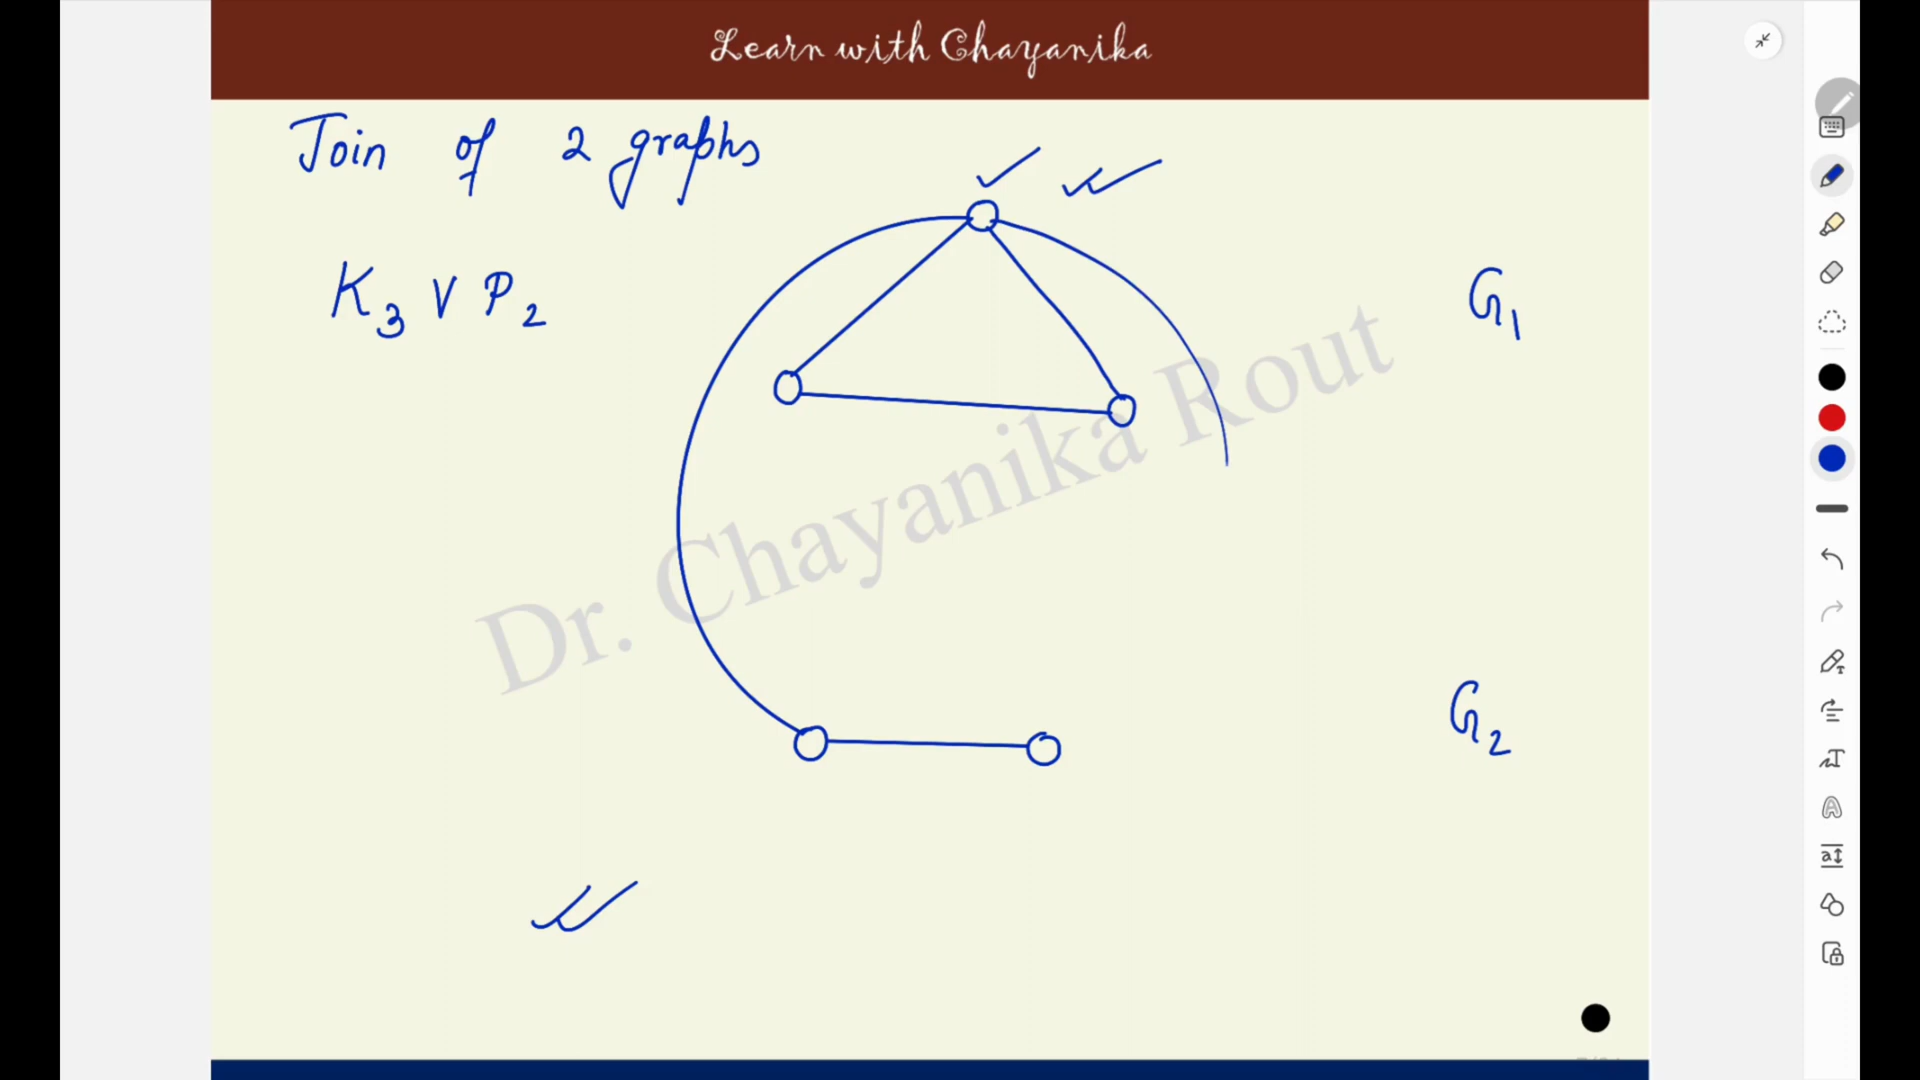 Learn with Chayanika
Join of 2 graphs
K3 V P2
G1
Dr. Chayanika Rout
G2